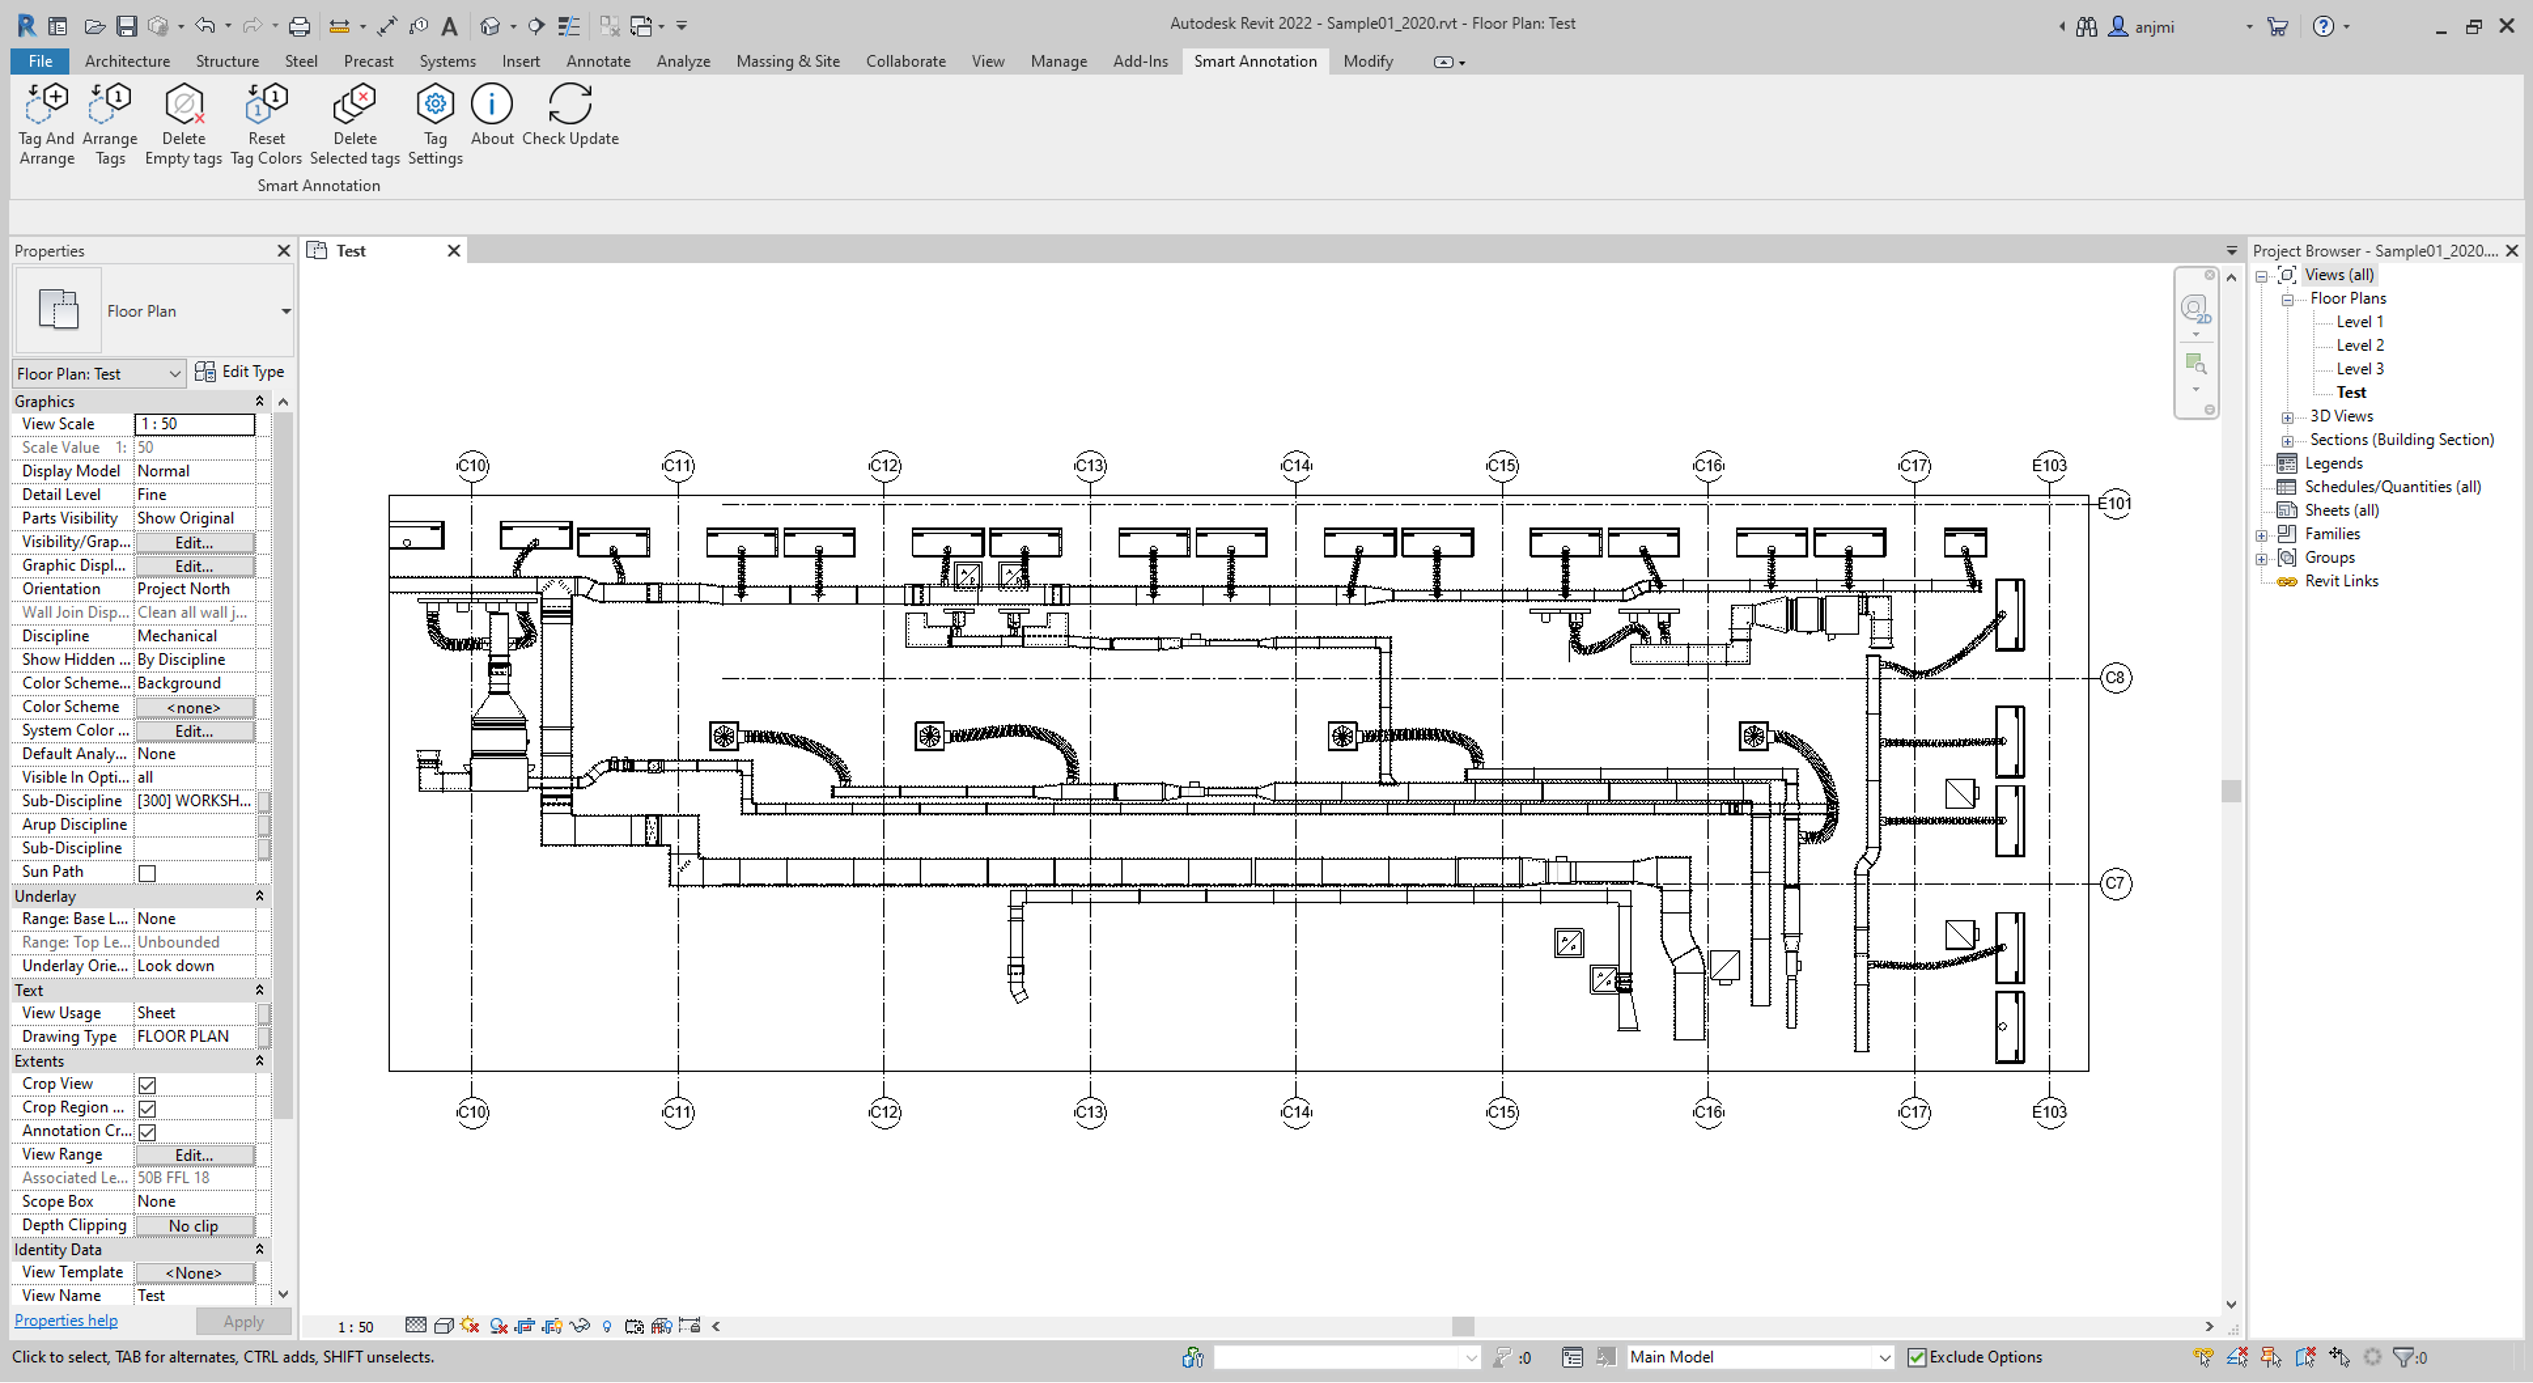 Autodesk Revit 2022 - Sample01_2020.rvt - Floor Plan: Test
anjmi
File Architecture Structure Steel Precast Systems Insert Annotate Analyze Massing & Site Collaborate View Manage Add-Ins Smart Annotation Modify
Tag And Arrange Delete Reset Delete Tag About Check Update
Arrange Tags Empty tags Tag Colors Selected tags Settings
Smart Annotation
Properties
Floor Plan
Floor Plan: Test Edit Type
Graphics
View Scale 1 : 50
Scale Value 1: 50
Display Model Normal
Detail Level Fine
Parts Visibility Show Original
Visibility/Grap... Edit...
Graphic Displ... Edit...
Orientation Project North
Wall Join Disp... Clean all wall j...
Discipline Mechanical
Show Hidden ... By Discipline
Color Scheme... Background
Color Scheme <none>
System Color ... Edit...
Default Analy... None
Visible In Opti... all
Sub-Discipline [300] WORKSH...
Arup Discipline
Sub-Discipline
Sun Path
Underlay
Range: Base L... None
Range: Top Le... Unbounded
Underlay Orie... Look down
Text
View Usage Sheet
Drawing Type FLOOR PLAN
Extents
Crop View
Crop Region ...
Annotation Cr...
View Range Edit...
Associated Le... 50B FFL 18
Scope Box None
Depth Clipping No clip
Identity Data
View Template <None>
View Name Test
Properties help Apply
Test
2D
C10 C11 C12 C13 C14 C15 C16 C17 E103
E101
C8
C7
C10 C11 C12 C13 C14 C15 C16 C17 E103
1 : 50
Project Browser - Sample01_2020....
Views (all)
Floor Plans
Level 1
Level 2
Level 3
Test
3D Views
Sections (Building Section)
Legends
Schedules/Quantities (all)
Sheets (all)
Families
Groups
Revit Links
Click to select, TAB for alternates, CTRL adds, SHIFT unselects. :0 Main Model Exclude Options :0